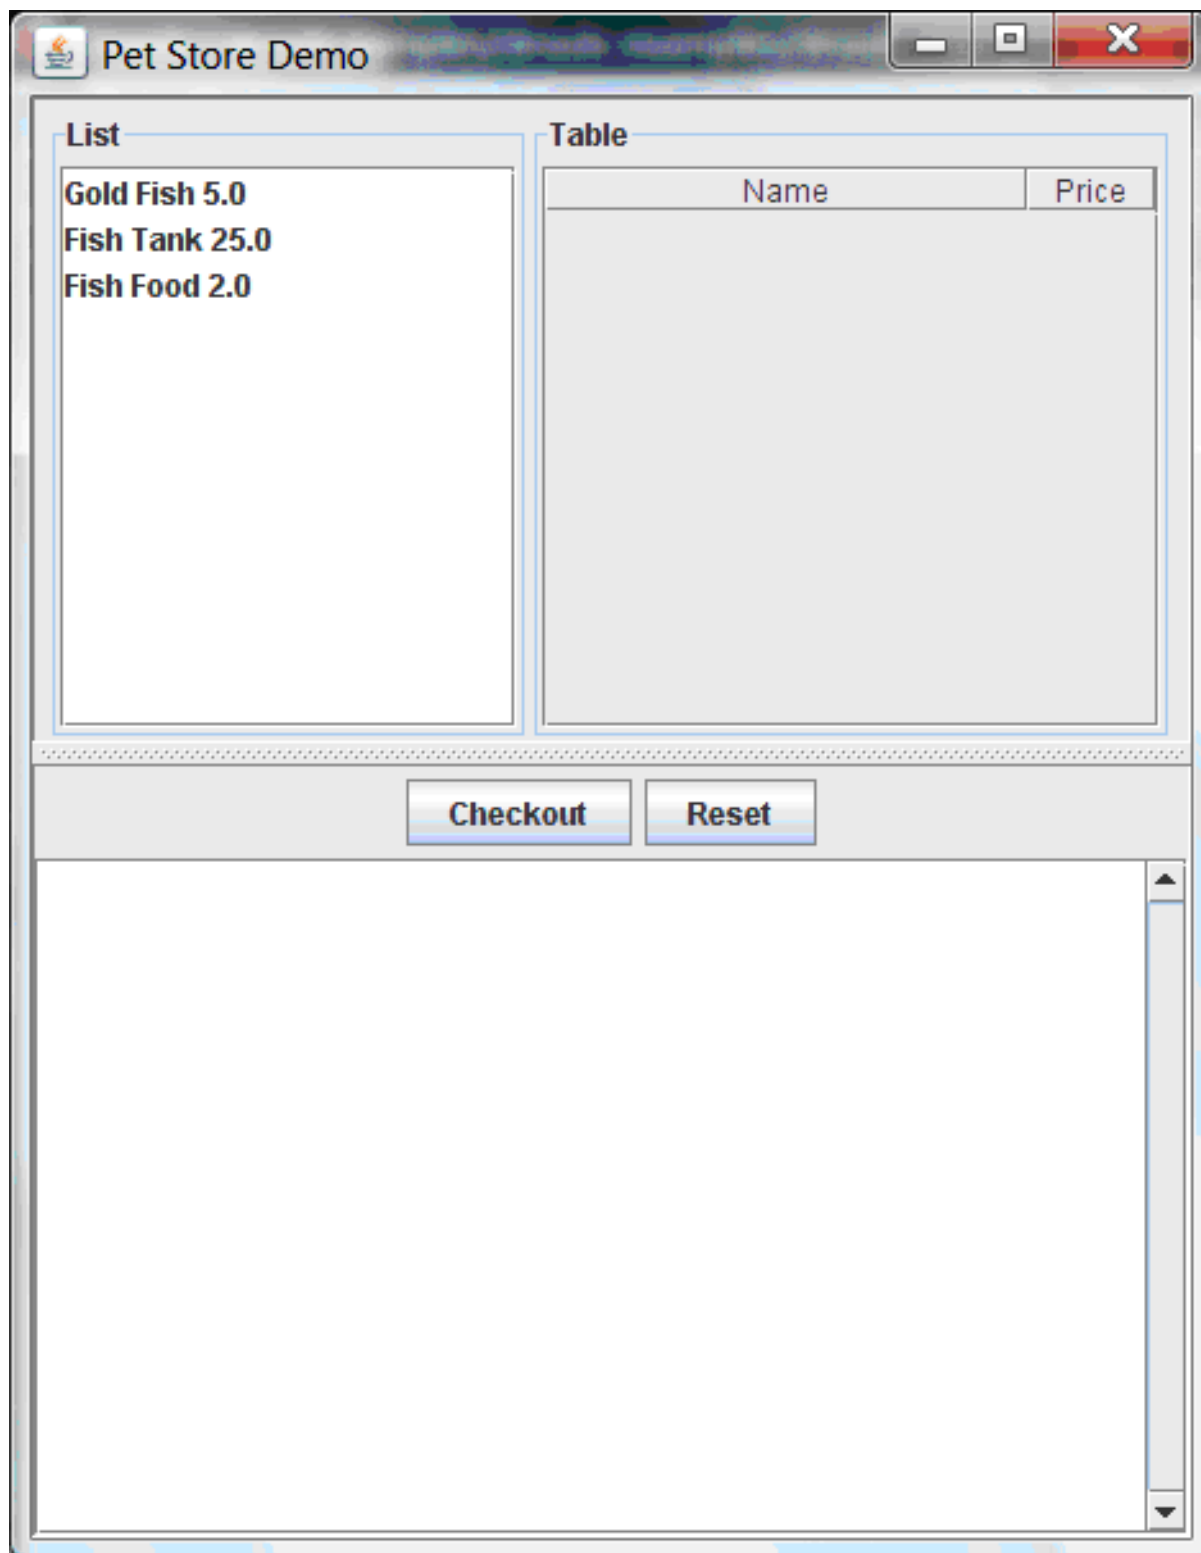 Pet Store Demo
List
Gold Fish 5.0
Fish Tank 25.0
Fish Food 2.0
Table
Name Price
Checkout Reset